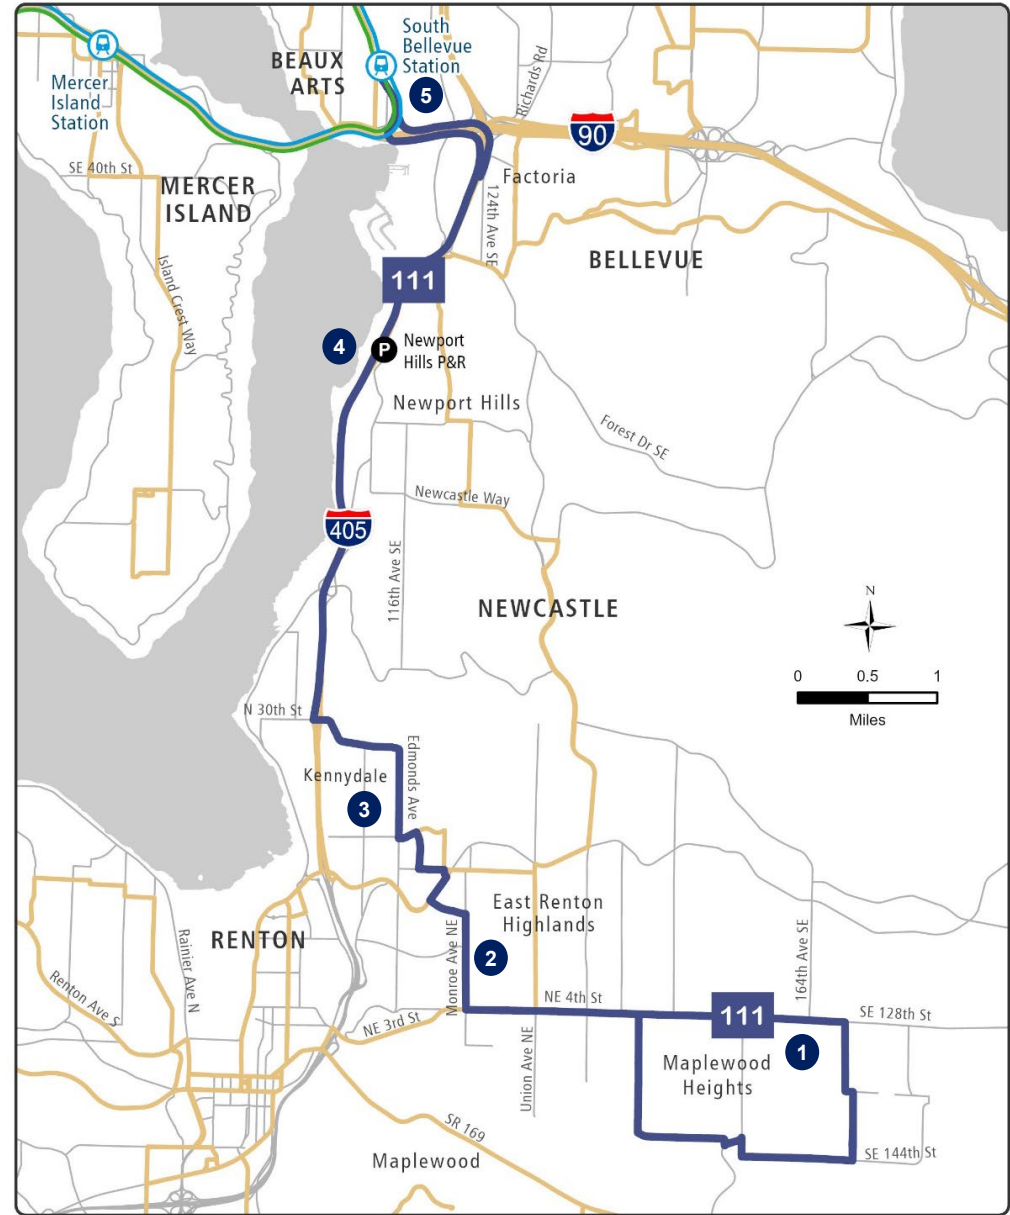 South
Bellevue
Station
BEAUX
ARTS
5
Mercer
Island
Station
Richards Rd
90
SE 40th St
MERCER
ISLAND
Factoria
124th Ave SE
BELLEVUE
Island Crest Way
111
4
P
Newport
Hills P&R
Newport Hills
Forest Dr SE
Newcastle Way
405
116th Ave SE
NEWCASTLE
N
0 0.5 1
Miles
N 30th St
Edmonds Ave
Kennydale
3
East Renton
Highlands
RENTON
Rainier Ave N
Monroe Ave NE
2
164th Ave SE
Renton Ave S
NE 4th St
NE 3rd St
111
SE 128th St
Union Ave NE
1
Maplewood
Heights
SR 169
SE 144th St
Maplewood